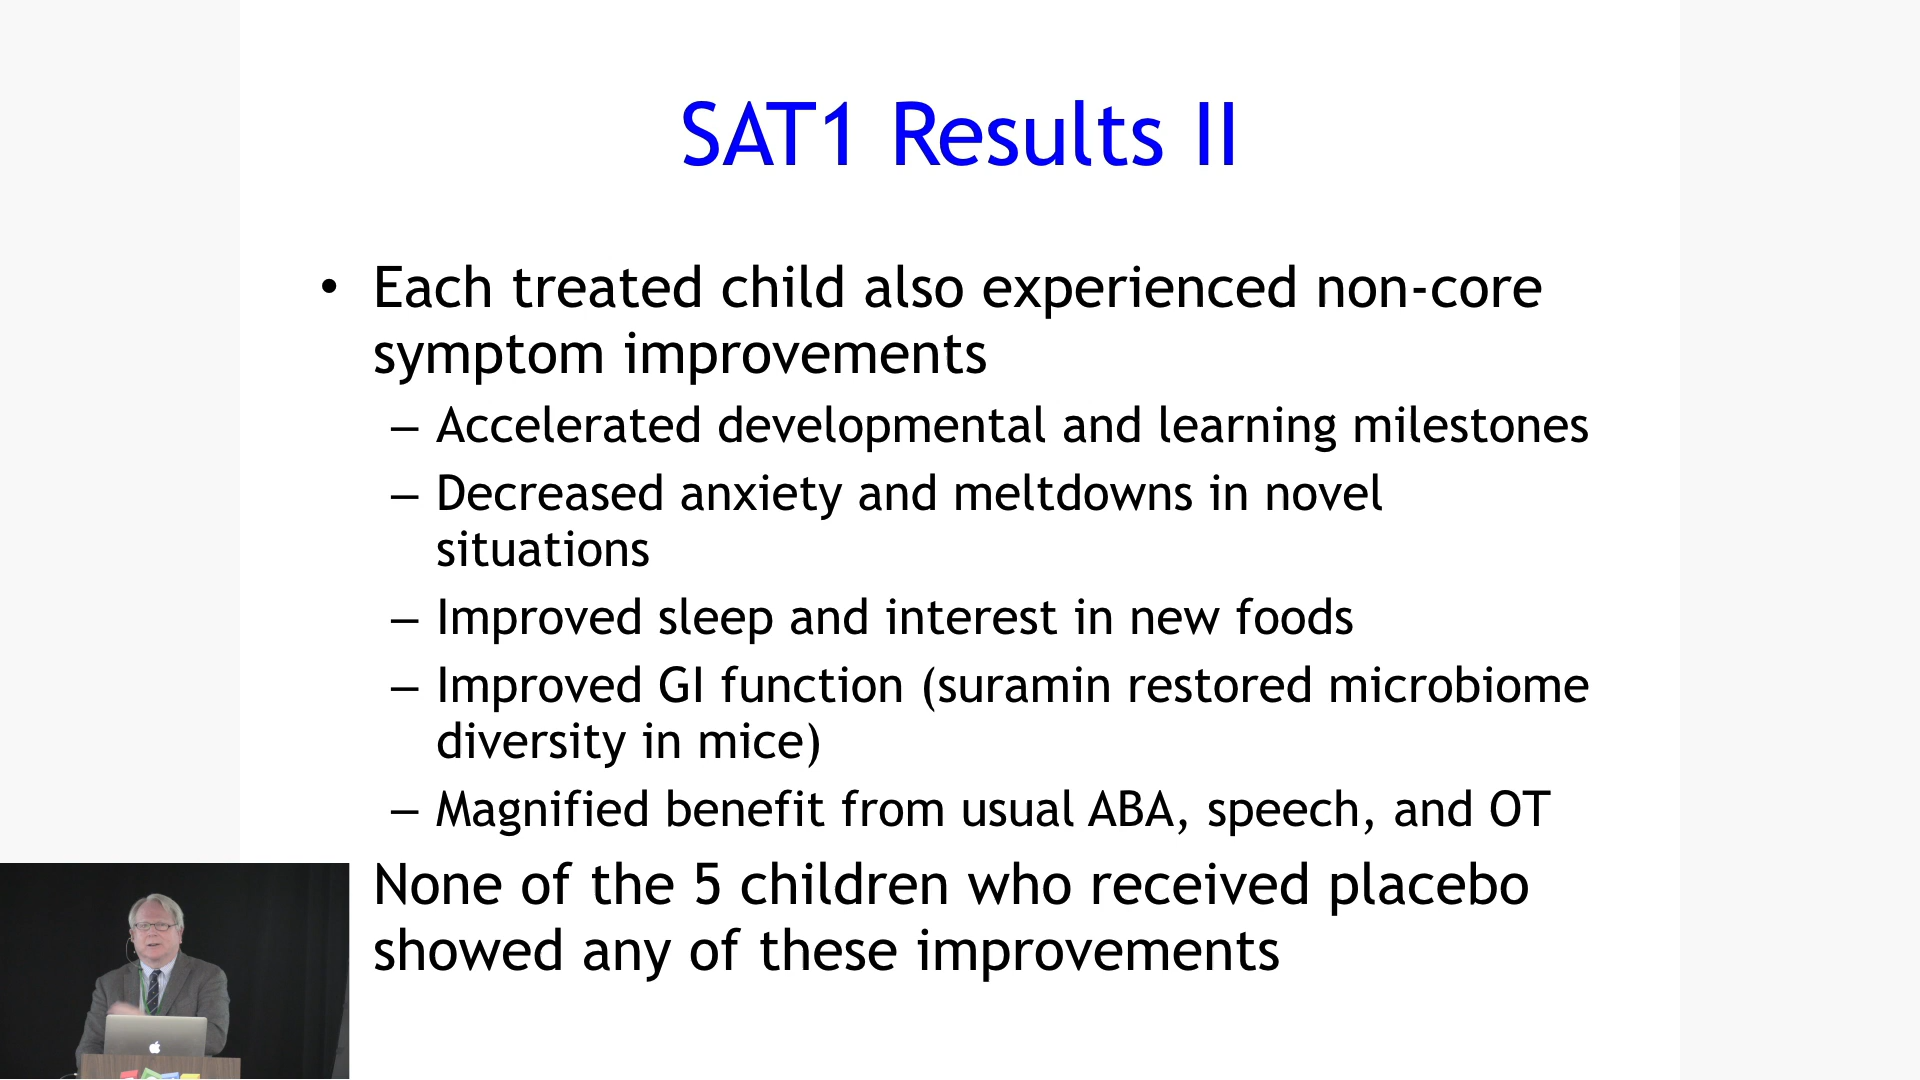 SAT1 Results II
• Each treated child also experienced non-core
symptom improvements
– Accelerated developmental and learning milestones
– Decreased anxiety and meltdowns in novel
situations
– Improved sleep and interest in new foods
– Improved GI function (suramin restored microbiome
diversity in mice)
– Magnified benefit from usual ABA, speech, and OT
None of the 5 children who received placebo
showed any of these improvements